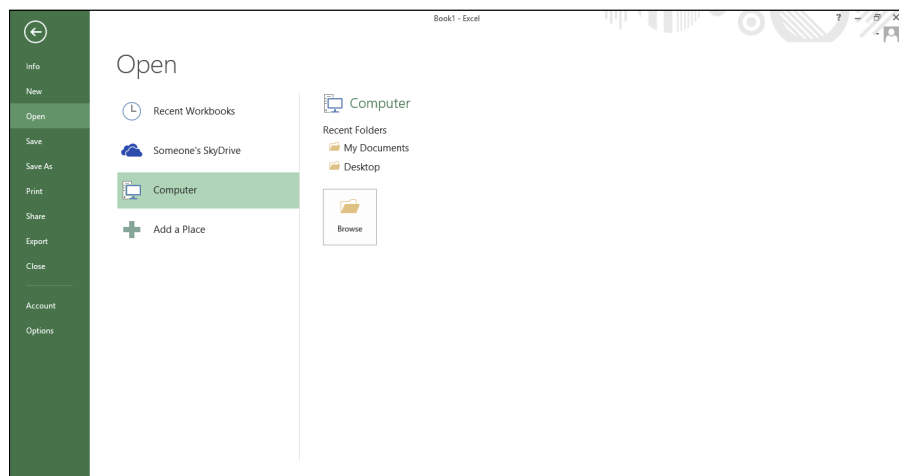 Book1 - Excel
?
Info
New
Open
Save
Save As
Print
Share
Export
Close
Account
Options
Open
Recent Workbooks
Someone's SkyDrive
Computer
Add a Place
Computer
Recent Folders
My Documents
Desktop
Browse